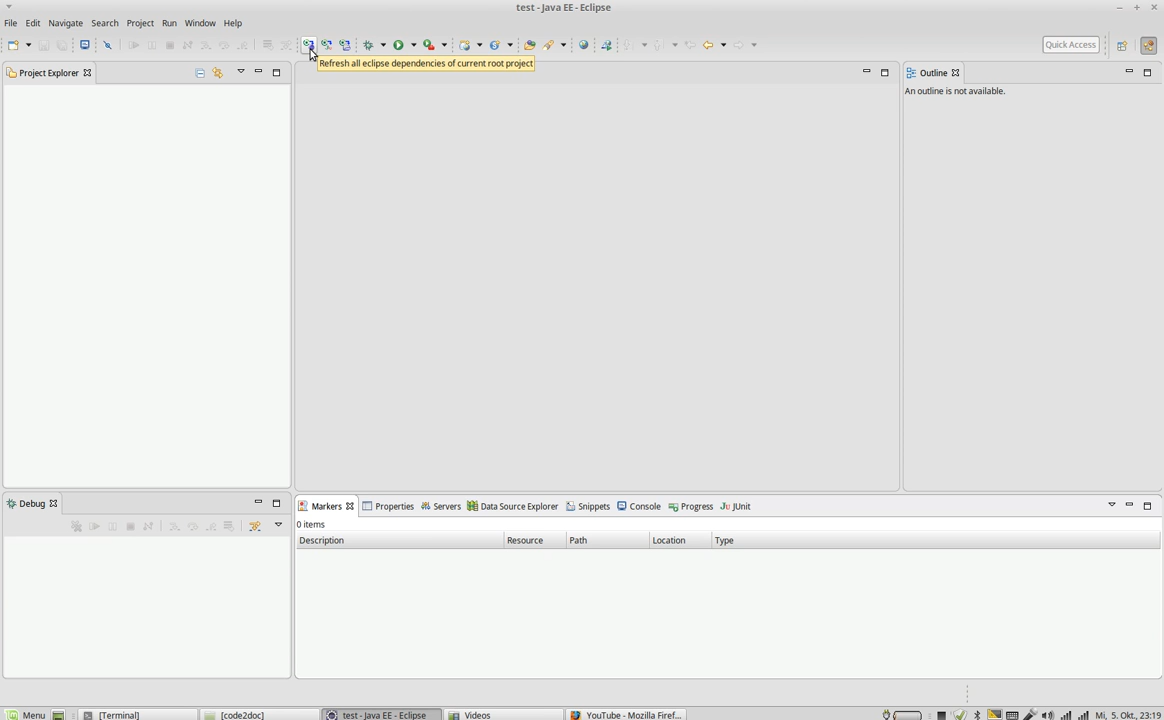 test - Java EE - Eclipse
File Edit Navigate Search Project Run Window Help
Quick Access
Refresh all eclipse dependencies of current root project
Project Explorer
Outline
An outline is not available.
Debug
Markers Properties Servers Data Source Explorer Snippets Console Progress Ju JUnit
0 items
Description Resource Path Location Type
Menu [Terminal] [code2doc] test - Java EE - Eclipse Videos YouTube - Mozilla Firef... Mi, 5. Okt, 23:19